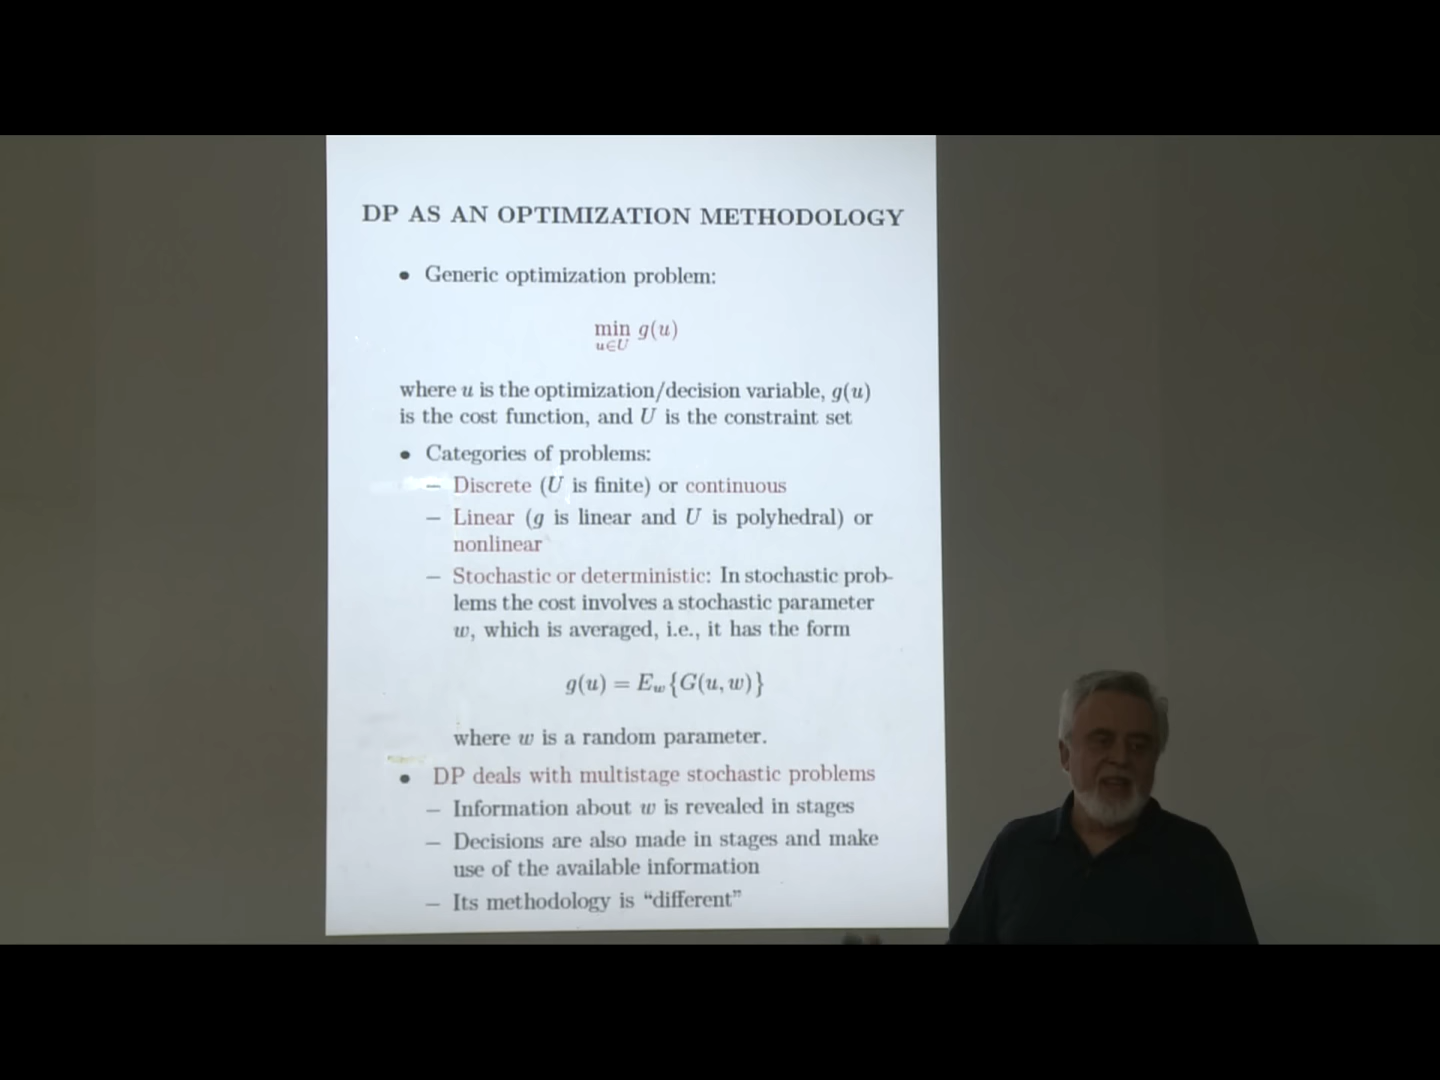 DP AS AN OPTIMIZATION METHODOLOGY
• Generic optimization problem:
min g(u)
u∈U
where u is the optimization/decision variable, g(u)
is the cost function, and U is the constraint set
• Categories of problems:
– Discrete (U is finite) or continuous
– Linear (g is linear and U is polyhedral) or
nonlinear
– Stochastic or deterministic: In stochastic prob-
lems the cost involves a stochastic parameter
w, which is averaged, i.e., it has the form
g(u) = E_w{G(u, w)}
where w is a random parameter.
• DP deals with multistage stochastic problems
– Information about w is revealed in stages
– Decisions are also made in stages and make
use of the available information
– Its methodology is “different”